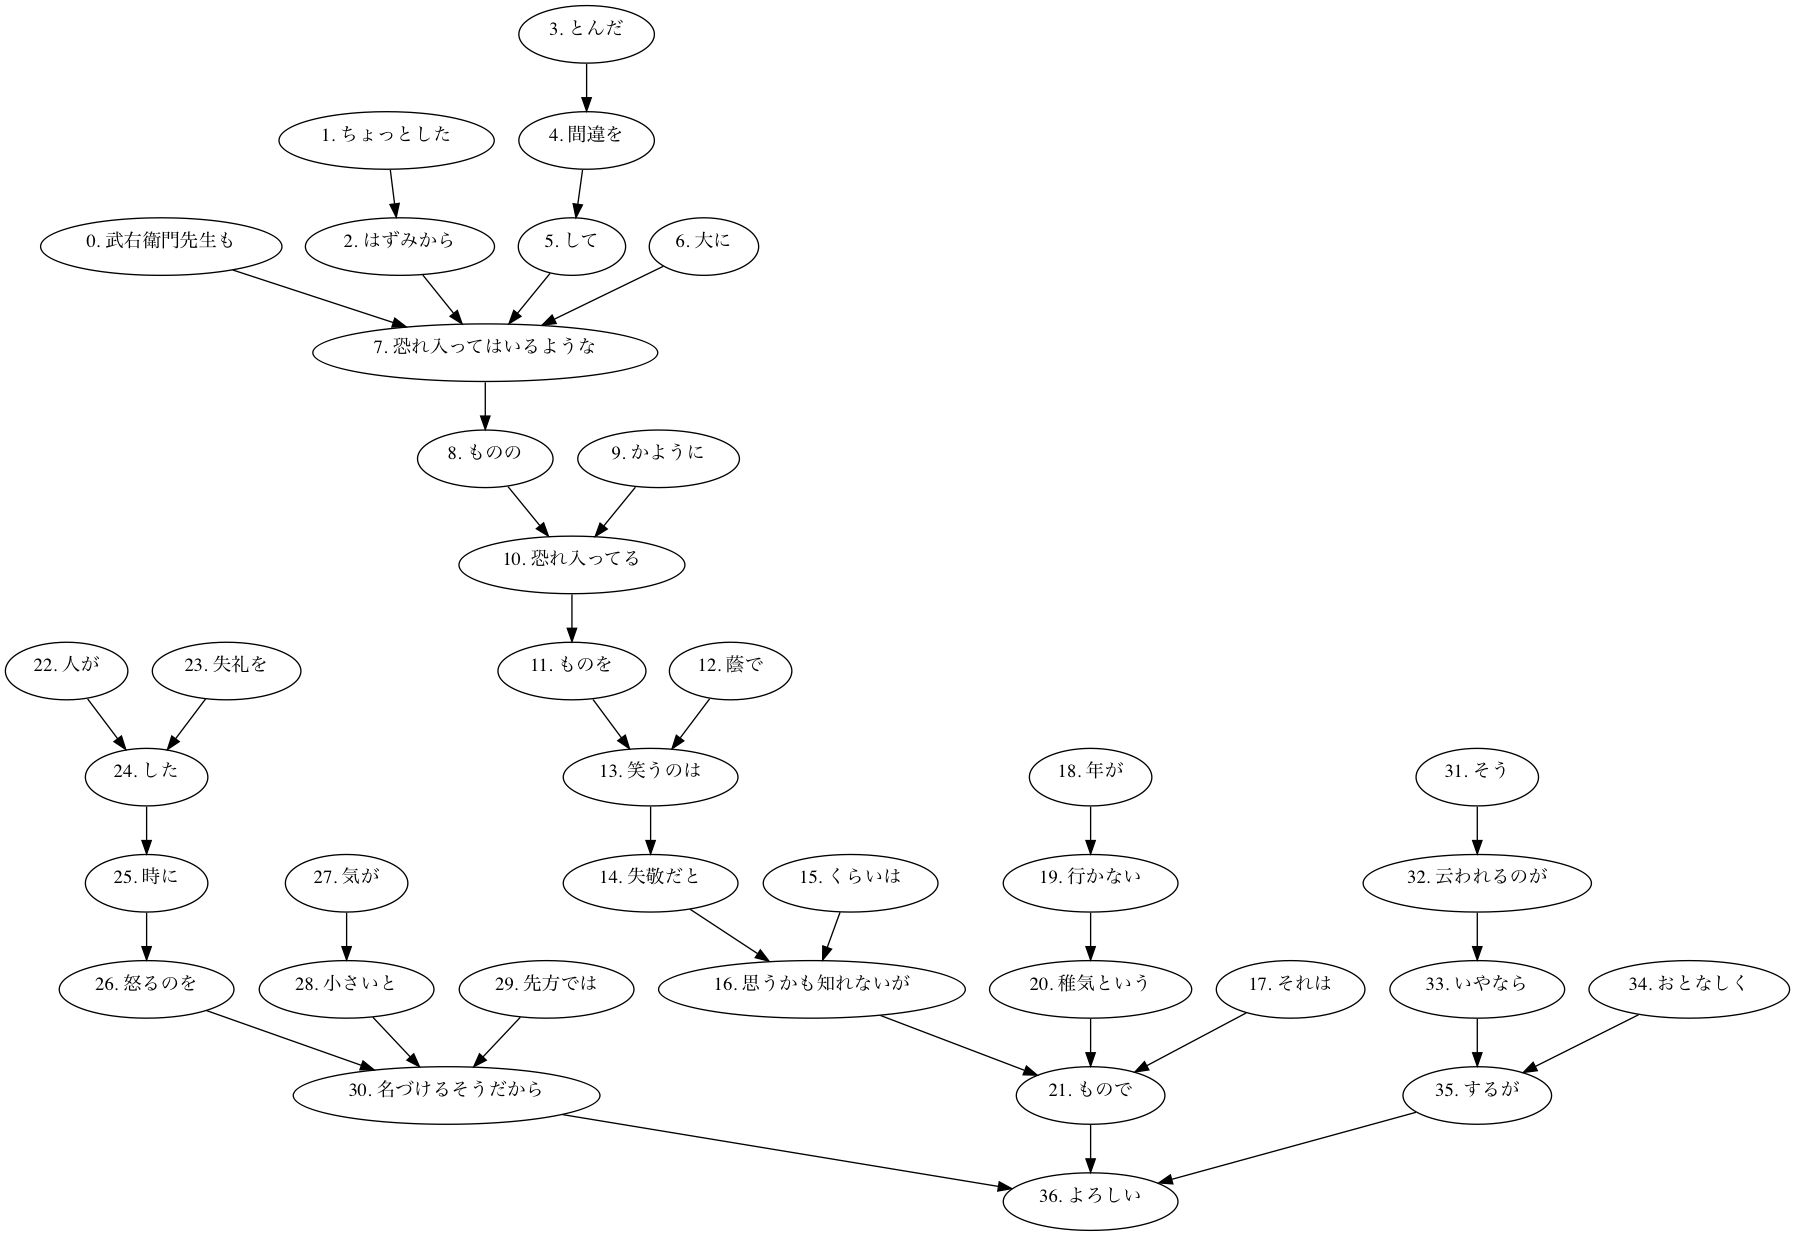 3. とんだ
1. ちょっとした
4. 間違を
0. 武右衛門先生も
2. はずみから
5. して
6. 大に
7. 恐れ入ってはいるような
8. ものの
9. かように
10. 恐れ入ってる
22. 人が
23. 失礼を
11. ものを
12. 蔭で
24. した
13. 笑うのは
18. 年が
31. そう
25. 時に
27. 気が
14. 失敬だと
15. くらいは
19. 行かない
32. 云われるのが
26. 怒るのを
28. 小さいと
29. 先方では
16. 思うかも知れないが
20. 稚気という
17. それは
33. いやなら
34. おとなしく
30. 名づけるそうだから
21. もので
35. するが
36. よろしい